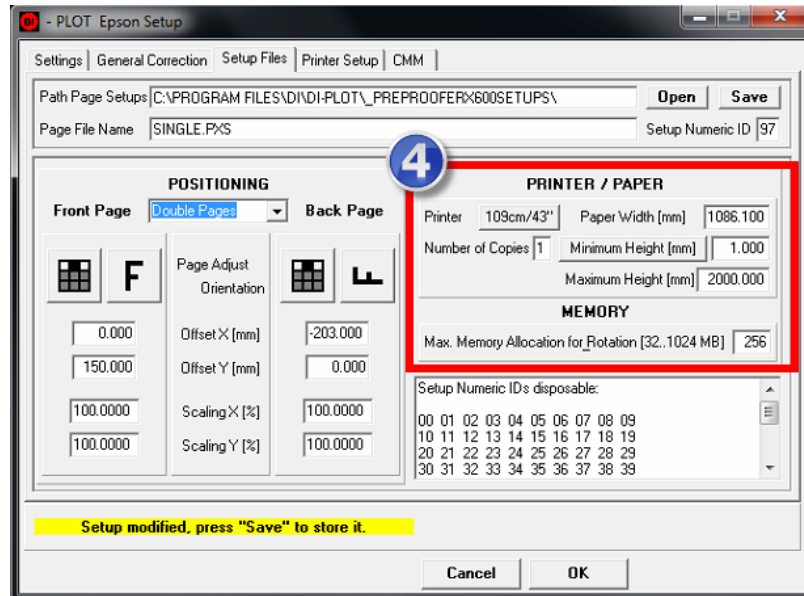 DI - PLOT Epson Setup
Settings General Correction Setup Files Printer Setup CMM
Path Page Setups C:\PROGRAM FILES\DI\DI-PLOT\_PREPROOFERX600SETUPS\ Open Save
Page File Name SINGLE.PXS Setup Numeric ID 97
4
POSITIONING
Front Page Double Pages Back Page
F Page Adjust Orientation F
0.000 Offset X [mm] -203.000
150.000 Offset Y [mm] 0.000
100.0000 Scaling X [%] 100.0000
100.0000 Scaling Y [%] 100.0000
PRINTER / PAPER
Printer 109cm/43'' Paper Width [mm] 1086.100
Number of Copies 1 Minimum Height [mm] 1.000
Maximum Height [mm] 2000.000
MEMORY
Max. Memory Allocation for Rotation [32..1024 MB] 256
Setup Numeric IDs disposable:
00 01 02 03 04 05 06 07 08 09
10 11 12 13 14 15 16 17 18 19
20 21 22 23 24 25 26 27 28 29
30 31 32 33 34 35 36 37 38 39
Setup modified, press "Save" to store it.
Cancel OK